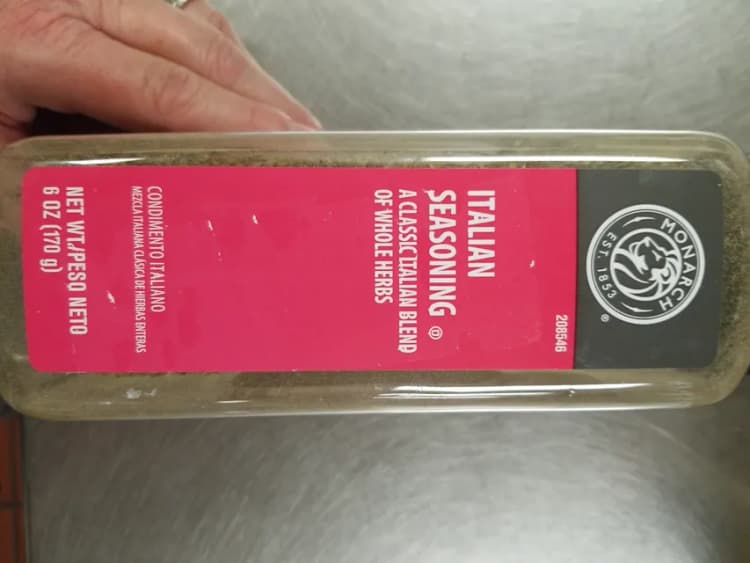 MONARCH
EST. 1853
®
208546
ITALIAN
SEASONING
A CLASSIC ITALIAN BLEND
OF WHOLE HERBS
CONDIMENTO ITALIANO
MEZCLA ITALIANA CLÁSICA DE HIERBAS ENTERAS
NET WT./PESO NETO
6 OZ (170 g)